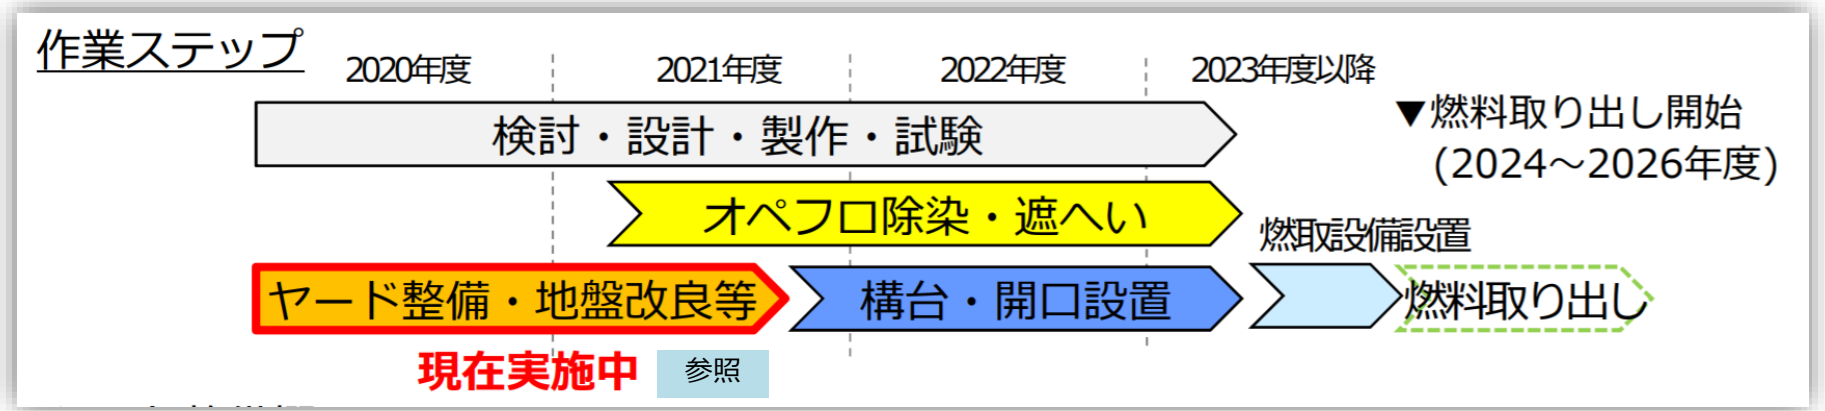 作業ステップ
2020年度
2021年度
2022年度
2023年度以降
検討・設計・製作・試験
▼燃料取り出し開始
(2024～2026年度)
オペフロ除染・遮へい
燃取設備設置
ヤード整備・地盤改良等
構台・開口設置
燃料取り出し
現在実施中
参照